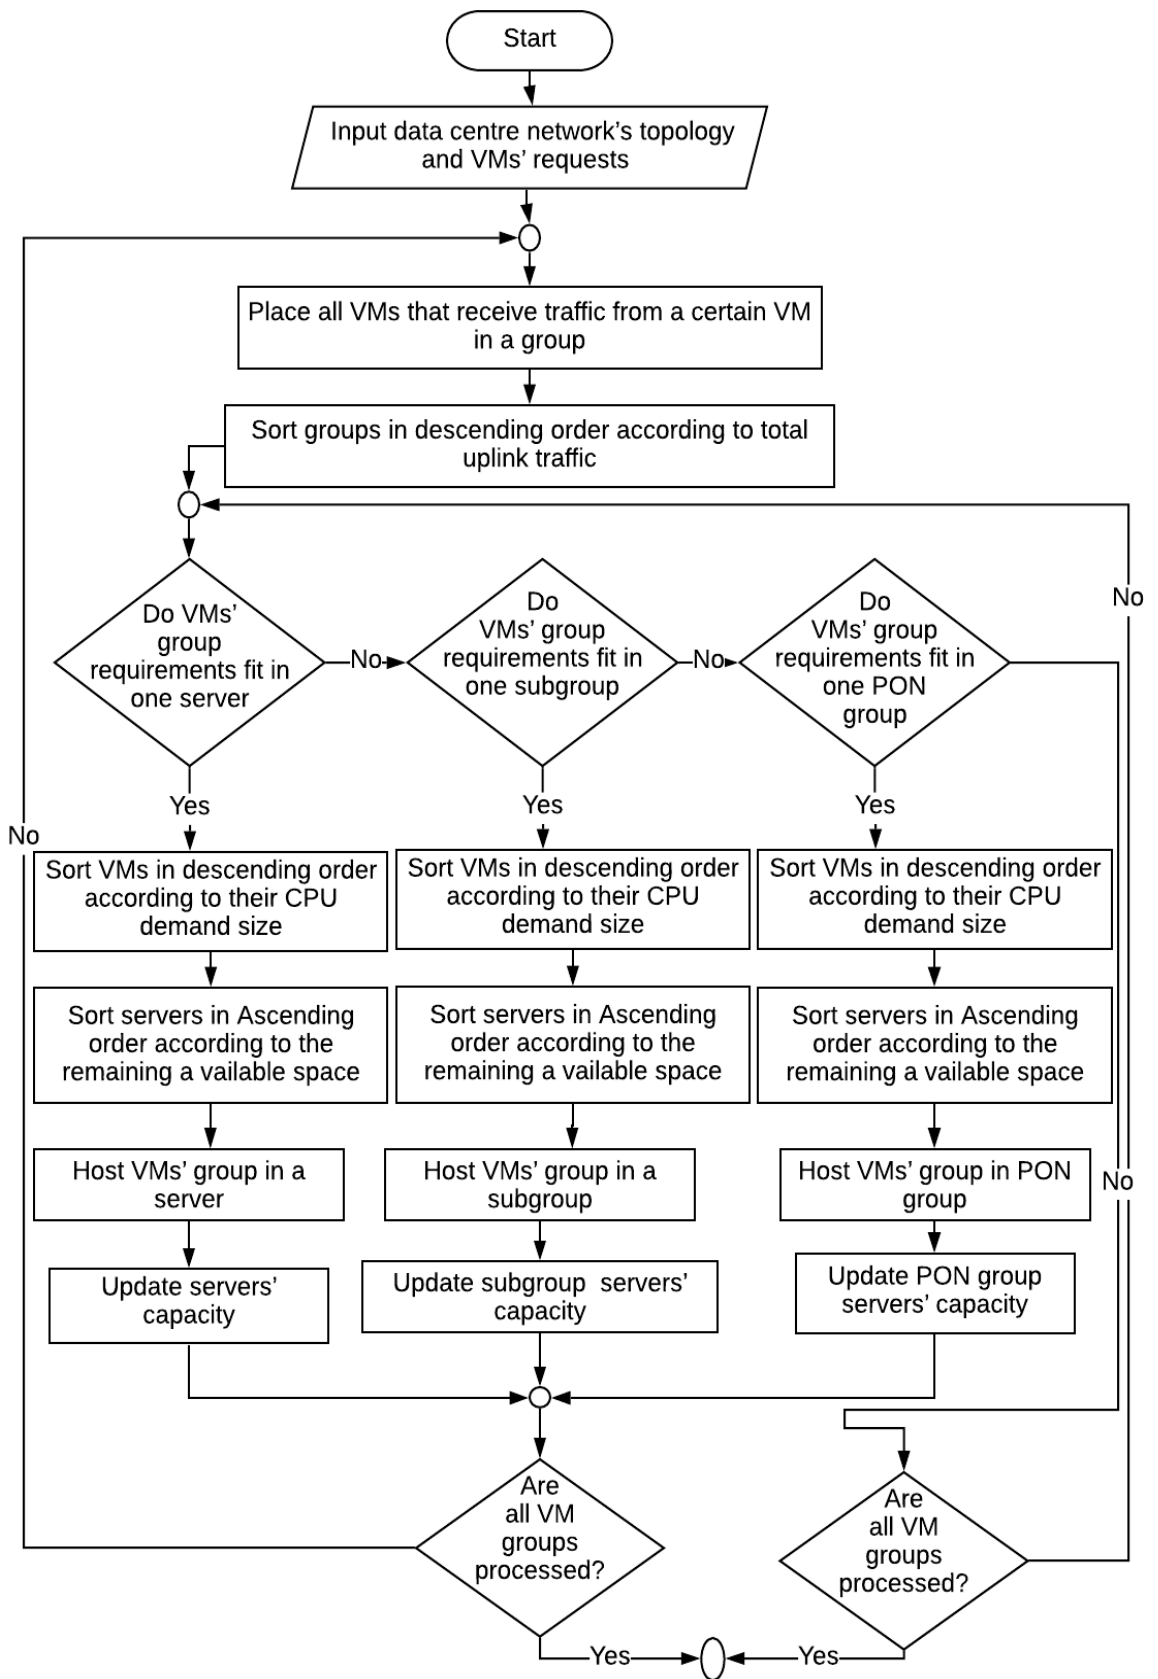 Start
Input data centre network's topology
and VMs' requests
Place all VMs that receive traffic from a certain VM
in a group
Sort groups in descending order according to total
uplink traffic
Do VMs'
group
requirements fit in
one server
No
Do
VMs' group
requirements fit in
one subgroup
No
Do
VMs' group
requirements fit in
one PON
group
No
Yes
Yes
Yes
No
Sort VMs in descending order
according to their CPU
demand size
Sort VMs in descending order
according to their CPU
demand size
Sort VMs in descending order
according to their CPU
demand size
Sort servers in Ascending
order according to the
remaining a vailable space
Sort servers in Ascending
order according to the
remaining a vailable space
Sort servers in Ascending
order according to the
remaining a vailable space
Host VMs' group in a
server
Host VMs' group in a
subgroup
Host VMs' group in PON
group
No
Update servers'
capacity
Update subgroup  servers'
capacity
Update PON group
servers' capacity
Are
all VM
groups
processed?
Are
all VM
groups
processed?
Yes
Yes